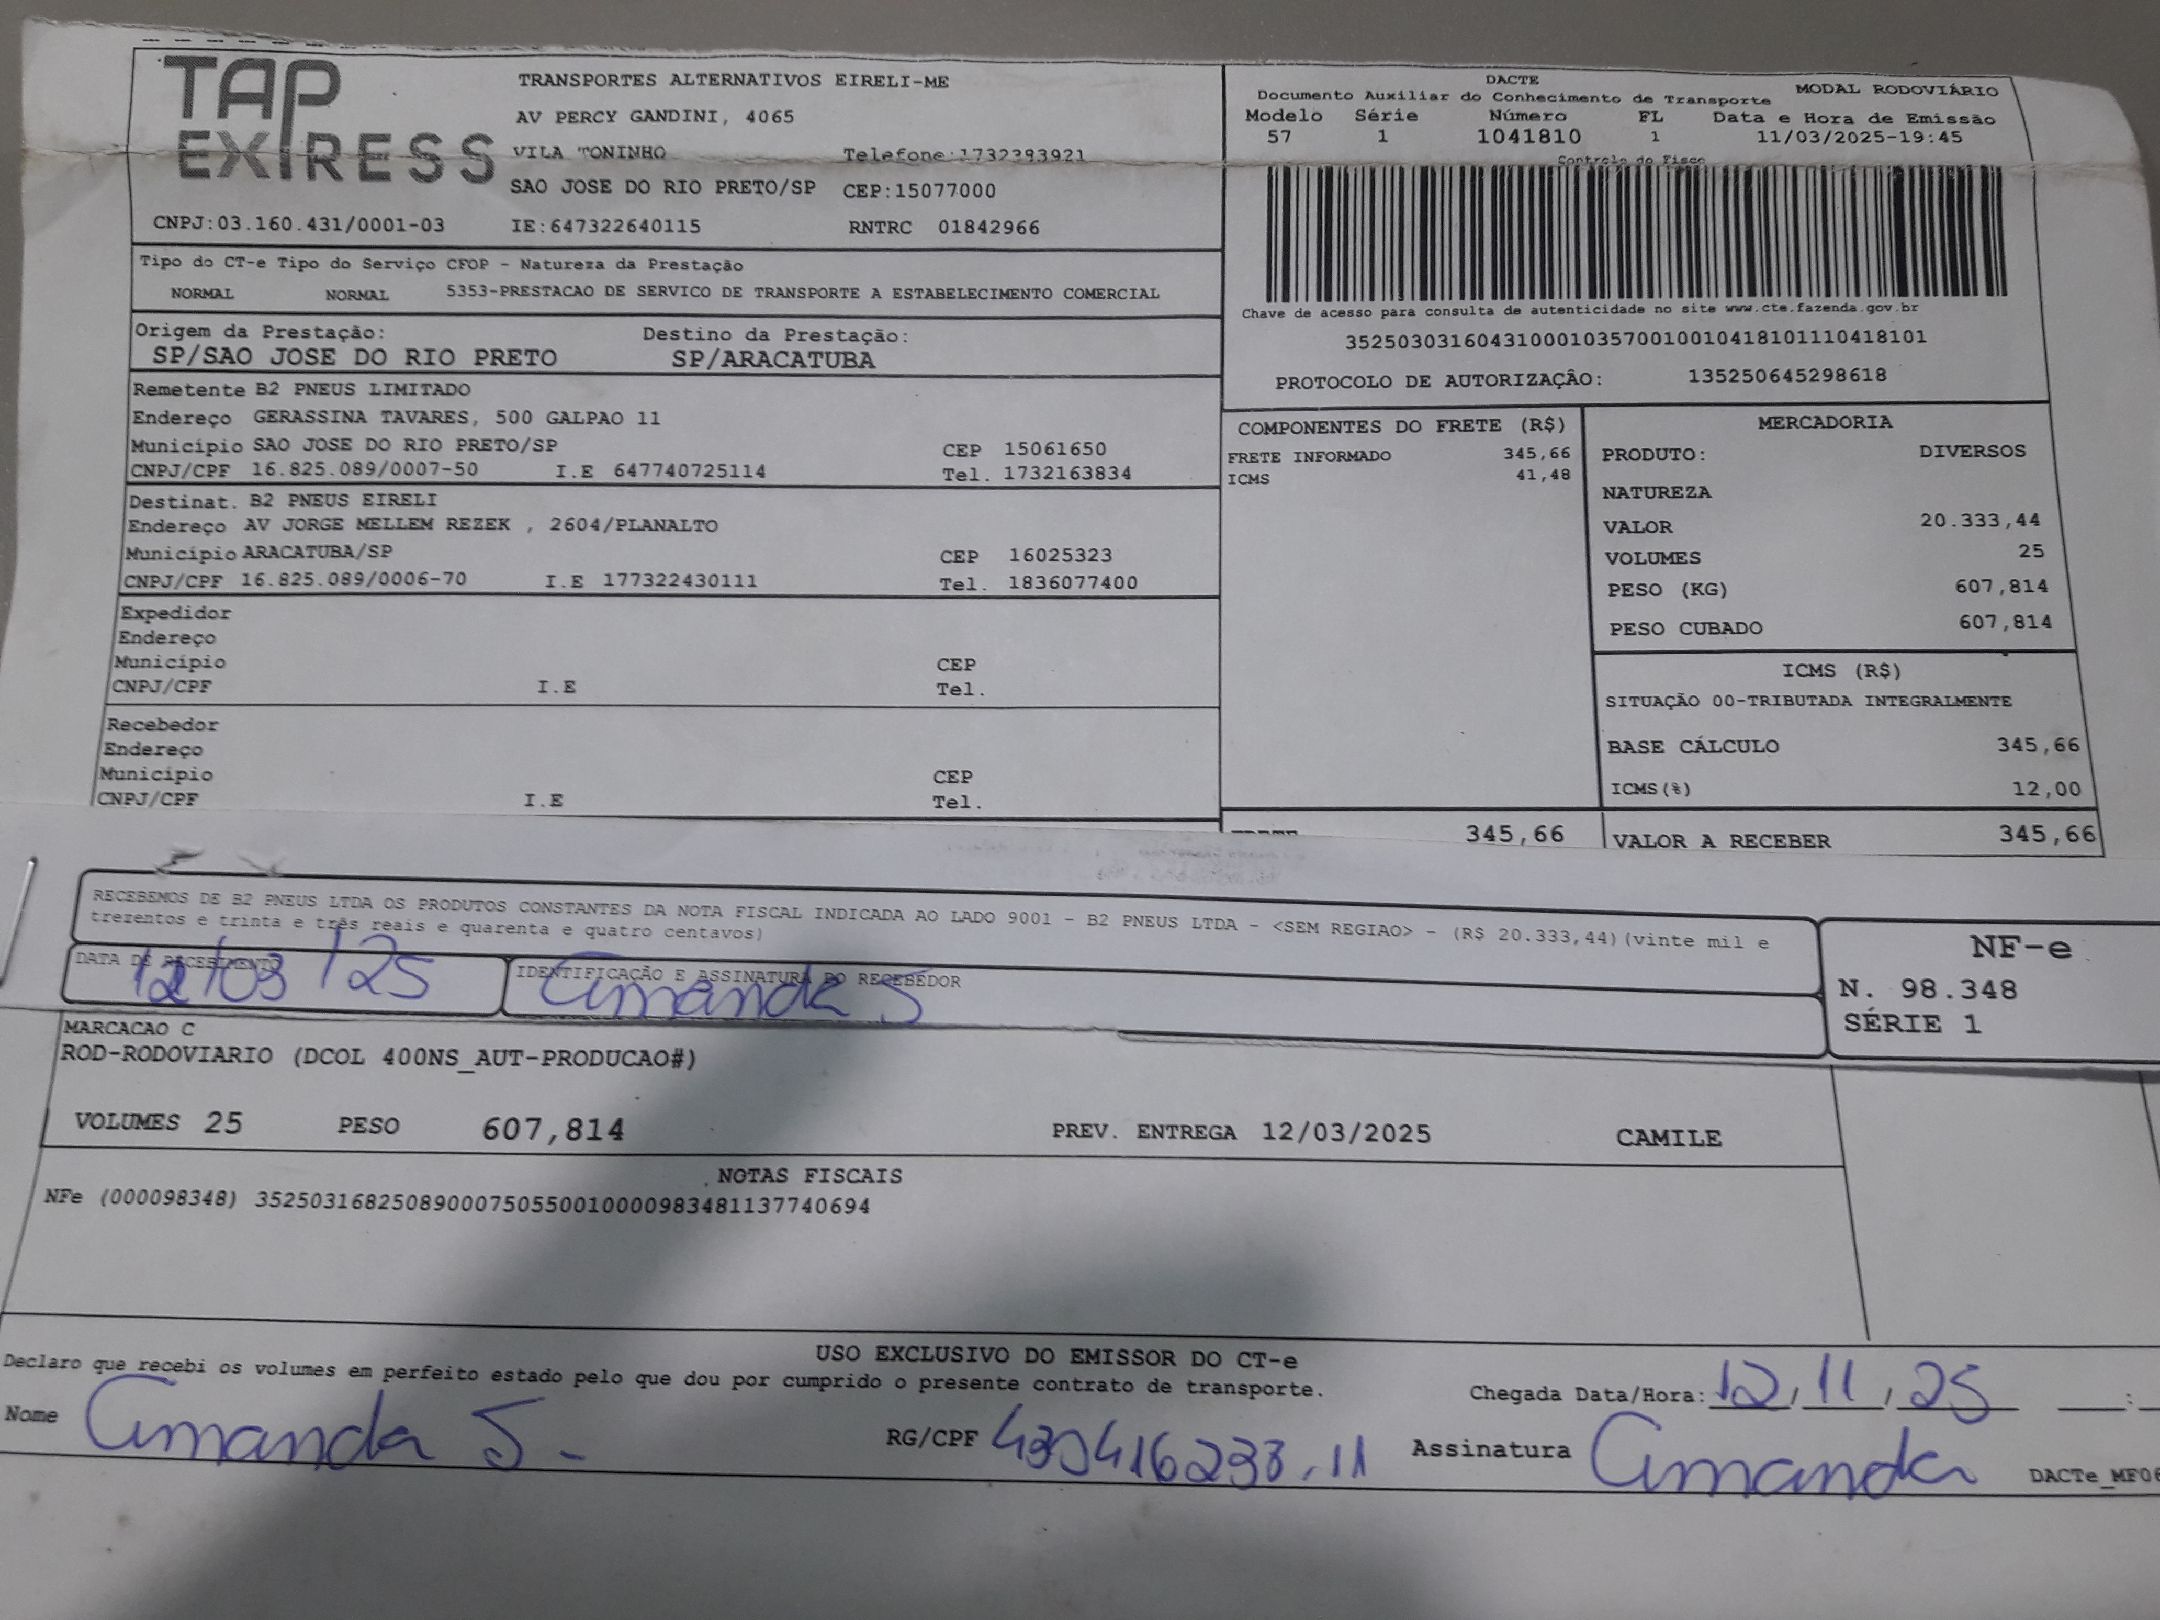 TAP EXPRESS
TRANSPORTES ALTERNATIVOS EIRELI-ME
AV PERCY GANDINI, 4065
VILA TONINHO Telefone:1732393921
SAO JOSE DO RIO PRETO/SP CEP:15077000
CNPJ:03.160.431/0001-03 IE:647322640115 RNTRC 01842966
DACTE
Documento Auxiliar do Conhecimento de Transporte MODAL RODOVIÁRIO
Modelo Série Número FL Data e Hora de Emissão
57 1 1041810 1 11/03/2025-19:45
Controle do Fisco
Chave de acesso para consulta de autenticidade no site www.cte.fazenda.gov.br
35250303160431000103570010010418101110418101
PROTOCOLO DE AUTORIZAÇÃO: 135250645298618
Tipo do CT-e Tipo do Serviço CFOP - Natureza da Prestação
NORMAL NORMAL 5353-PRESTACAO DE SERVICO DE TRANSPORTE A ESTABELECIMENTO COMERCIAL
Origem da Prestação: Destino da Prestação:
SP/SAO JOSE DO RIO PRETO SP/ARACATUBA
Remetente B2 PNEUS LIMITADO
Endereço GERASSINA TAVARES, 500 GALPAO 11
Município SAO JOSE DO RIO PRETO/SP CEP 15061650
CNPJ/CPF 16.825.089/0007-50 I.E 647740725114 Tel. 1732163834
Destinat. B2 PNEUS EIRELI
Endereço AV JORGE MELLEM REZEK , 2604/PLANALTO
Município ARACATUBA/SP CEP 16025323
CNPJ/CPF 16.825.089/0006-70 I.E 177322430111 Tel. 1836077400
Expedidor
Endereço
Município CEP
CNPJ/CPF I.E Tel.
Recebedor
Endereço
Município CEP
CNPJ/CPF I.E Tel.
COMPONENTES DO FRETE (R$)
FRETE INFORMADO 345,66
ICMS 41,48
MERCADORIA
PRODUTO: DIVERSOS
NATUREZA
VALOR 20.333,44
VOLUMES 25
PESO (KG) 607,814
PESO CUBADO 607,814
ICMS (R$)
SITUAÇÃO 00-TRIBUTADA INTEGRALMENTE
BASE CÁLCULO 345,66
ICMS(%) 12,00
345,66 VALOR A RECEBER 345,66
RECEBEMOS DE B2 PNEUS LTDA OS PRODUTOS CONSTANTES DA NOTA FISCAL INDICADA AO LADO 9001 - B2 PNEUS LTDA - <SEM REGIAO> - (R$ 20.333,44)(vinte mil e
trezentos e trinta e três reais e quarenta e quatro centavos)
DATA DE RECEBIMENTO IDENTIFICAÇÃO E ASSINATURA DO RECEBEDOR
12/03/25 Amanda S
NF-e
N. 98.348
SÉRIE 1
MARCACAO C
ROD-RODOVIARIO (DCOL 400NS_AUT-PRODUCAO#)
VOLUMES 25 PESO 607,814 PREV. ENTREGA 12/03/2025 CAMILE
NOTAS FISCAIS
NFe (000098348) 35250316825089000750550010000983481137740694
USO EXCLUSIVO DO EMISSOR DO CT-e
Declaro que recebi os volumes em perfeito estado pelo que dou por cumprido o presente contrato de transporte.
Chegada Data/Hora: 12/11/25 :
Nome Amanda S.
RG/CPF
Assinatura Amanda
DACTe_MF06